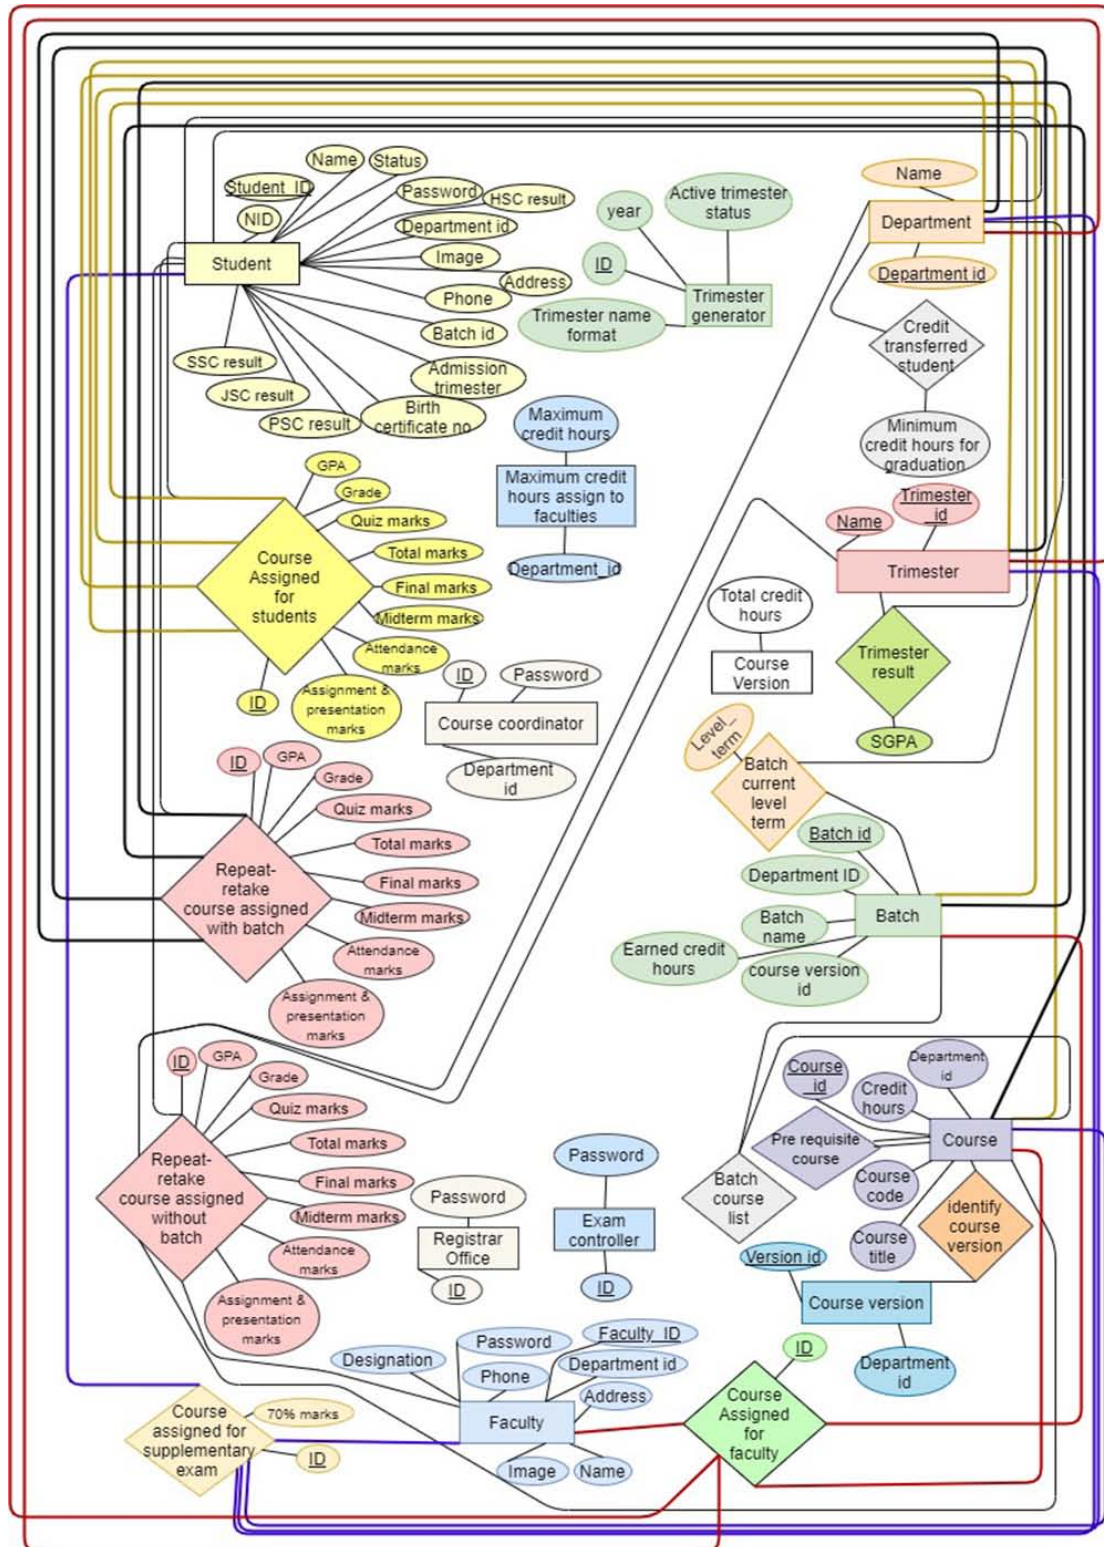 Name
Status
Student_ID
Password
HSC result
NID
Department id
Student
Image
Address
Phone
Batch id
SSC result
Admission
trimester
JSC result
Birth
certificate no
PSC result
year
Active trimester
status
ID
Trimester
generator
Trimester name
format
Name
Department
Department id
Credit
transferred
student
Minimum
credit hours for
graduation
Maximum
credit hours
Maximum credit
hours assign to
faculties
Department_id
GPA
Grade
Quiz marks
Course
Assigned
for
students
Total marks
Final marks
Midterm marks
Attendance
marks
Assignment &
presentation
marks
ID
Trimester
_id
Name
Trimester
Total credit
hours
Course
Version
Trimester
result
SGPA
ID
Password
Course coordinator
Department
id
Level_
term
Batch
current
level
term
ID
GPA
Grade
Quiz marks
Total marks
Repeat-
retake
course assigned
with batch
Final marks
Midterm marks
Attendance
marks
Assignment &
presentation
marks
Batch id
Department ID
Batch
Batch
name
Earned credit
hours
course version
id
ID
GPA
Grade
Quiz marks
Total marks
Repeat-
retake
course assigned
without
batch
Final marks
Midterm marks
Attendance
marks
Assignment &
presentation
marks
Course
_id
Credit
hours
Department
id
Course
Pre requisite
course
Course
code
Course
title
Batch
course
list
identify
course
version
Version id
Course version
Department
id
Password
Registrar
Office
ID
Password
Exam
controller
ID
Designation
Password
Faculty_ID
Phone
Department id
Address
Faculty
Image
Name
ID
Course
Assigned
for
faculty
Course
assigned for
supplementary
exam
70% marks
ID